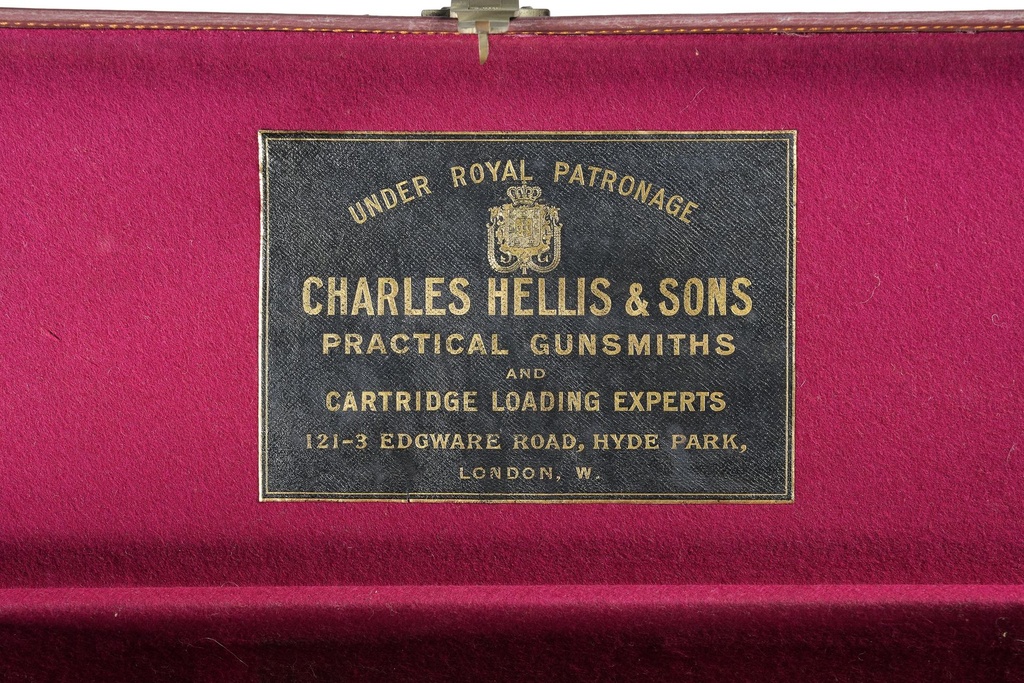 UNDER ROYAL PATRONAGE
CHARLES HELLIS & SONS
PRACTICAL GUNSMITHS
AND
CARTRIDGE LOADING EXPERTS
121-3 EDGWARE ROAD, HYDE PARK,
LONDON, W.